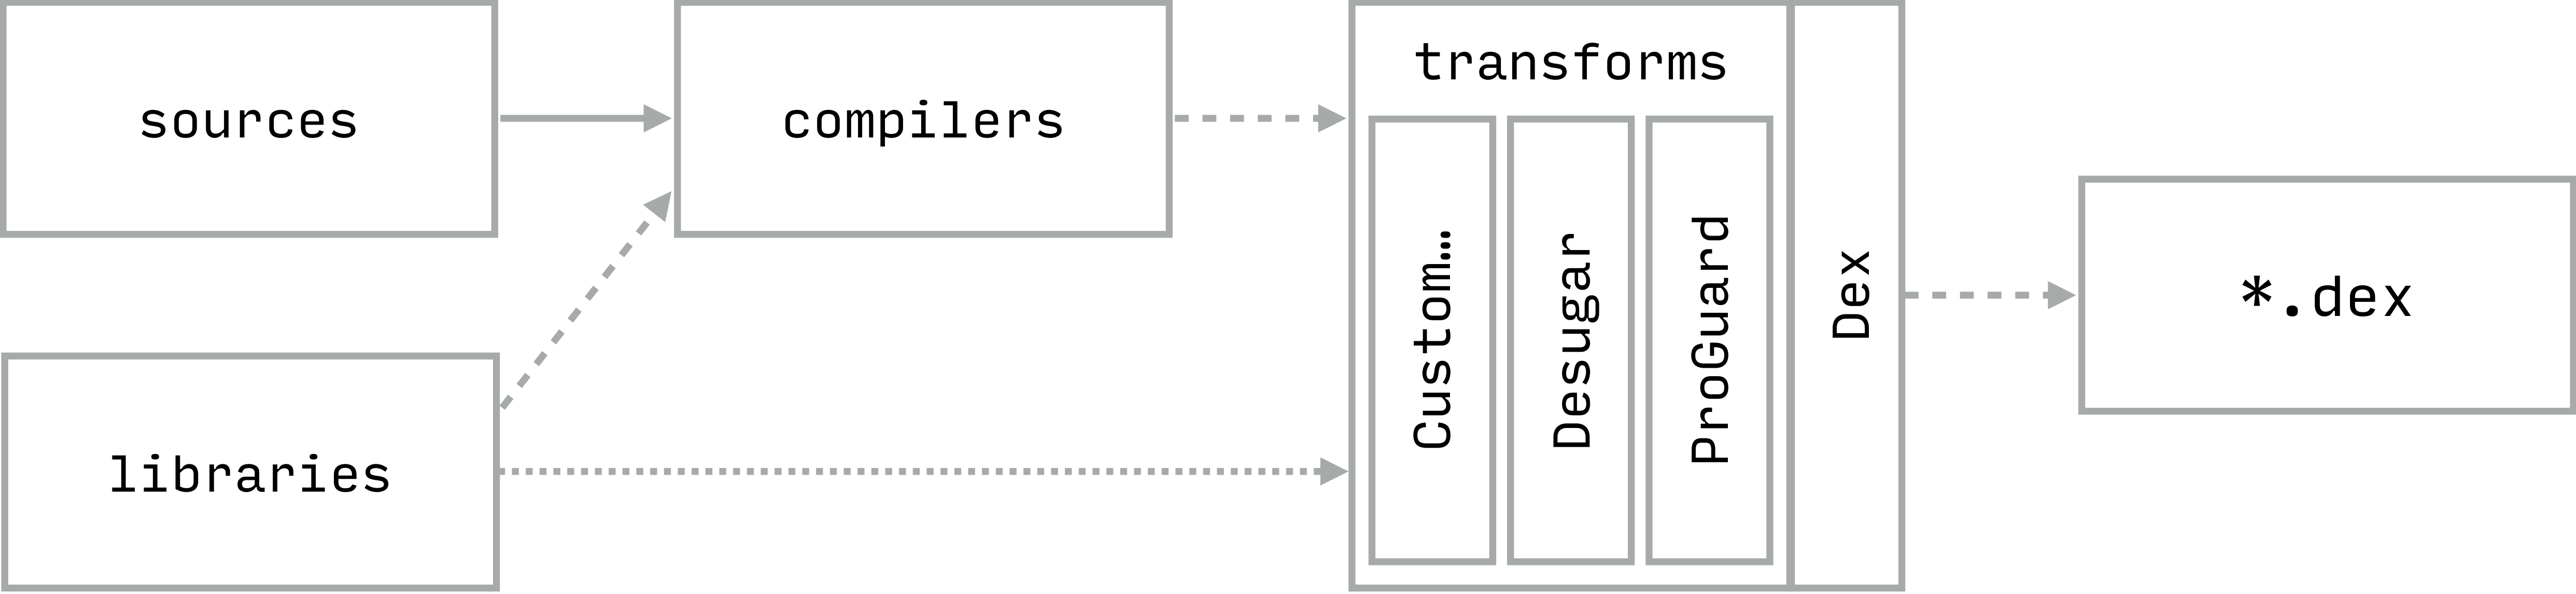 sources
compilers
transforms
Custom…
Desugar
ProGuard
Dex
*.dex
libraries